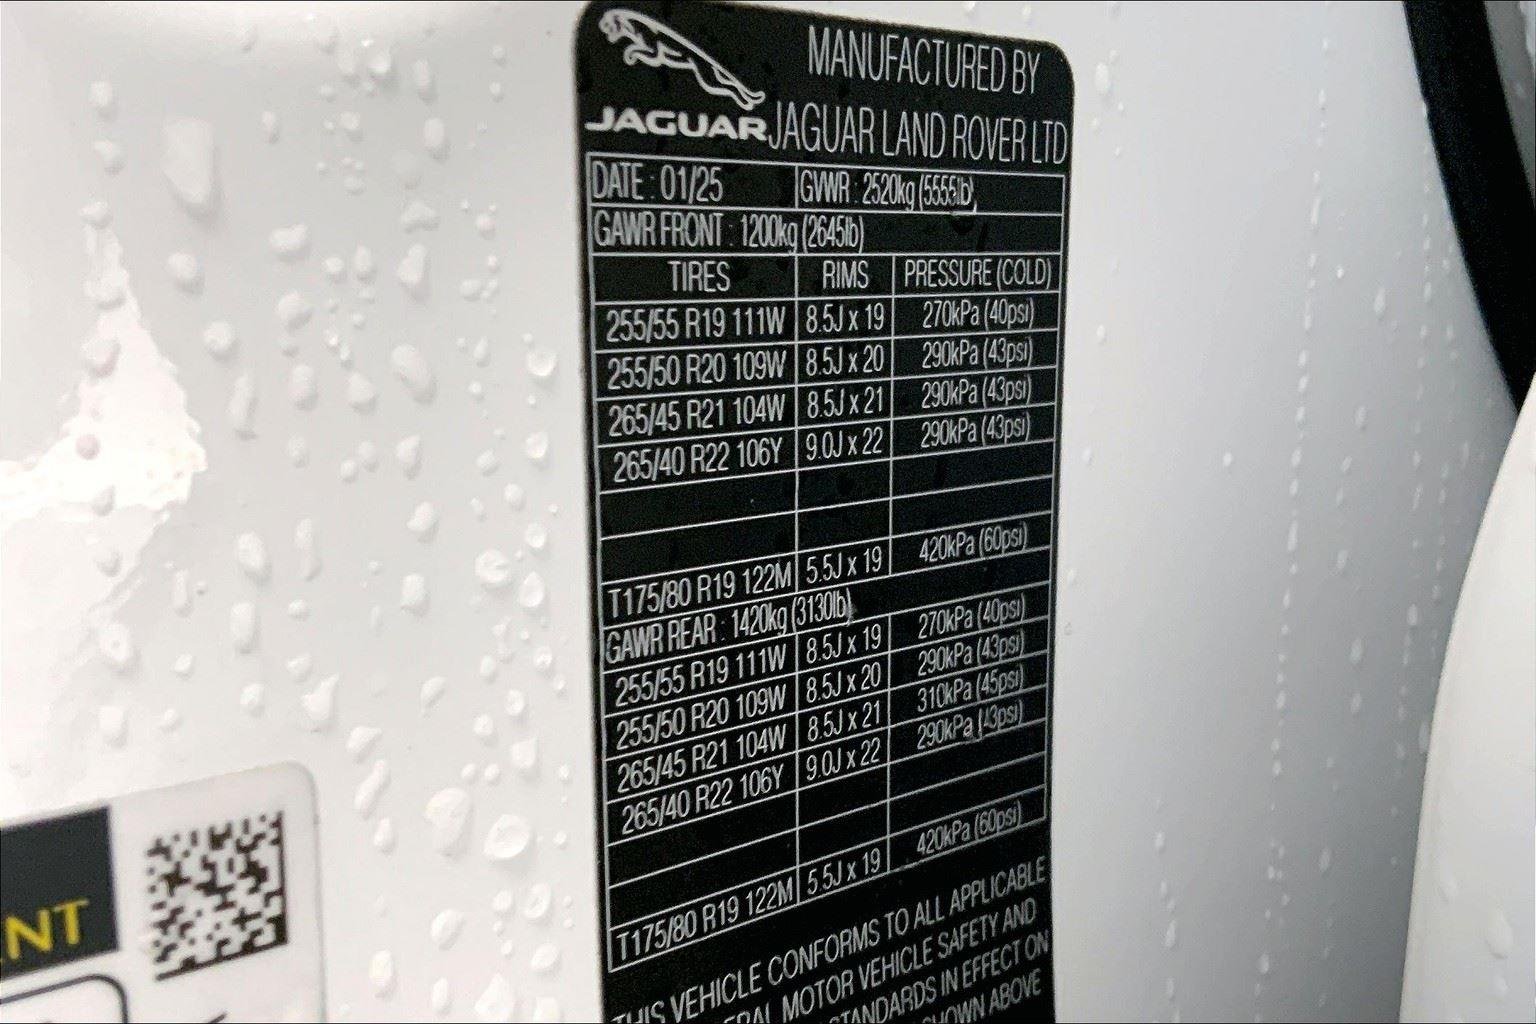 JAGUAR
MANUFACTURED BY
JAGUAR LAND ROVER LTD
DATE : 01/25 GVWR : 2520kg (5555lb)
GAWR FRONT : 1200kg (2645lb)
TIRES RIMS PRESSURE (COLD)
255/55 R19 111W 8.5J x 19 270kPa (40psi)
255/50 R20 109W 8.5J x 20 290kPa (43psi)
265/45 R21 104W 8.5J x 21 290kPa (43psi)
265/40 R22 106Y 9.0J x 22 290kPa (43psi)
T175/80 R19 122M 5.5J x 19 420kPa (60psi)
GAWR REAR : 1420kg (3130lb)
255/55 R19 111W 8.5J x 19 270kPa (40psi)
255/50 R20 109W 8.5J x 20 290kPa (43psi)
265/45 R21 104W 8.5J x 21 310kPa (45psi)
265/40 R22 106Y 9.0J x 22 290kPa (43psi)
T175/80 R19 122M 5.5J x 19 420kPa (60psi)
THIS VEHICLE CONFORMS TO ALL APPLICABLE
MOTOR VEHICLE SAFETY AND
STANDARDS IN EFFECT ON
SHOWN ABOVE
NT